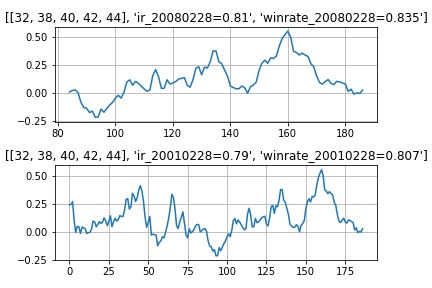 [[32, 38, 40, 42, 44], 'ir_20080228=0.81', 'winrate_20080228=0.835']
0.50
0.25
0.00
−0.25
80 100 120 140 160 180
[[32, 38, 40, 42, 44], 'ir_20010228=0.79', 'winrate_20010228=0.807']
0.50
0.25
0.00
−0.25
0 25 50 75 100 125 150 175